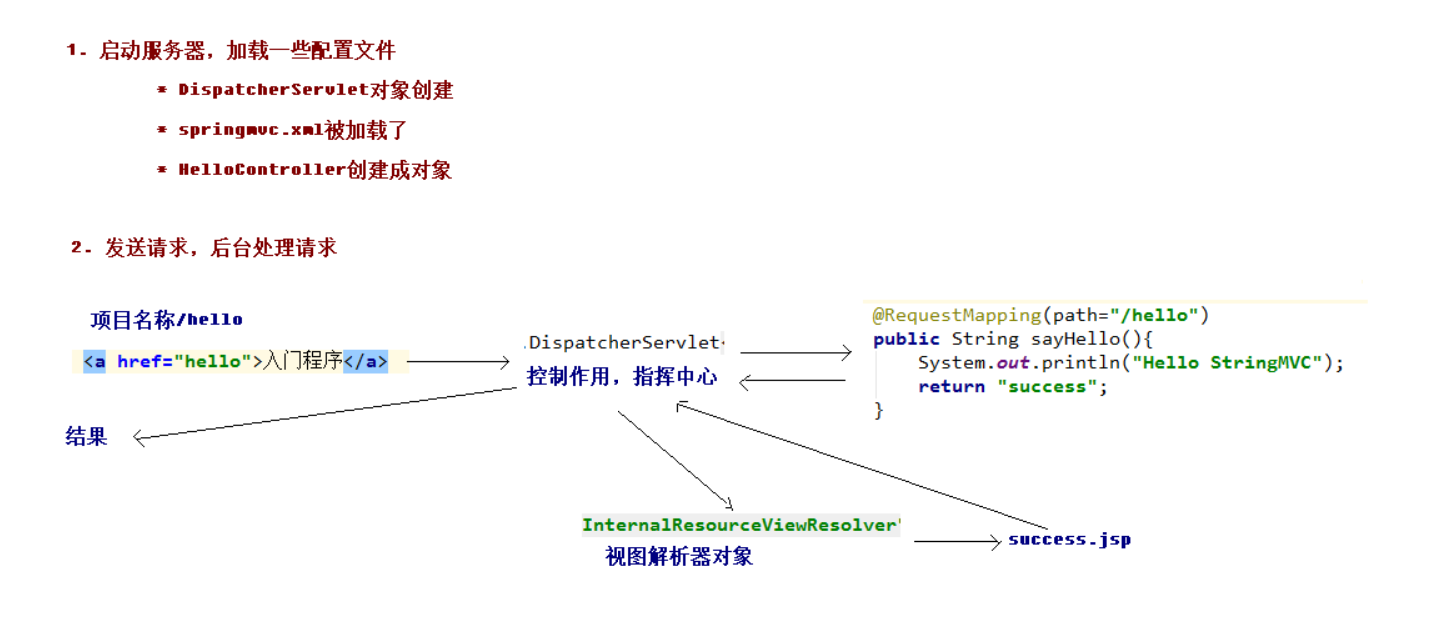 1. 启动服务器，加载一些配置文件
* DispatcherServlet对象创建
* springmvc.xml被加载了
* HelloController创建成对象
2. 发送请求，后台处理请求
项目名称/hello
<a href="hello">入门程序</a>
.DispatcherServlet
控制作用，指挥中心
@RequestMapping(path="/hello")
public String sayHello(){
System.out.println("Hello StringMVC");
return "success";
}
结果
InternalResourceViewResolver"
视图解析器对象
success.jsp